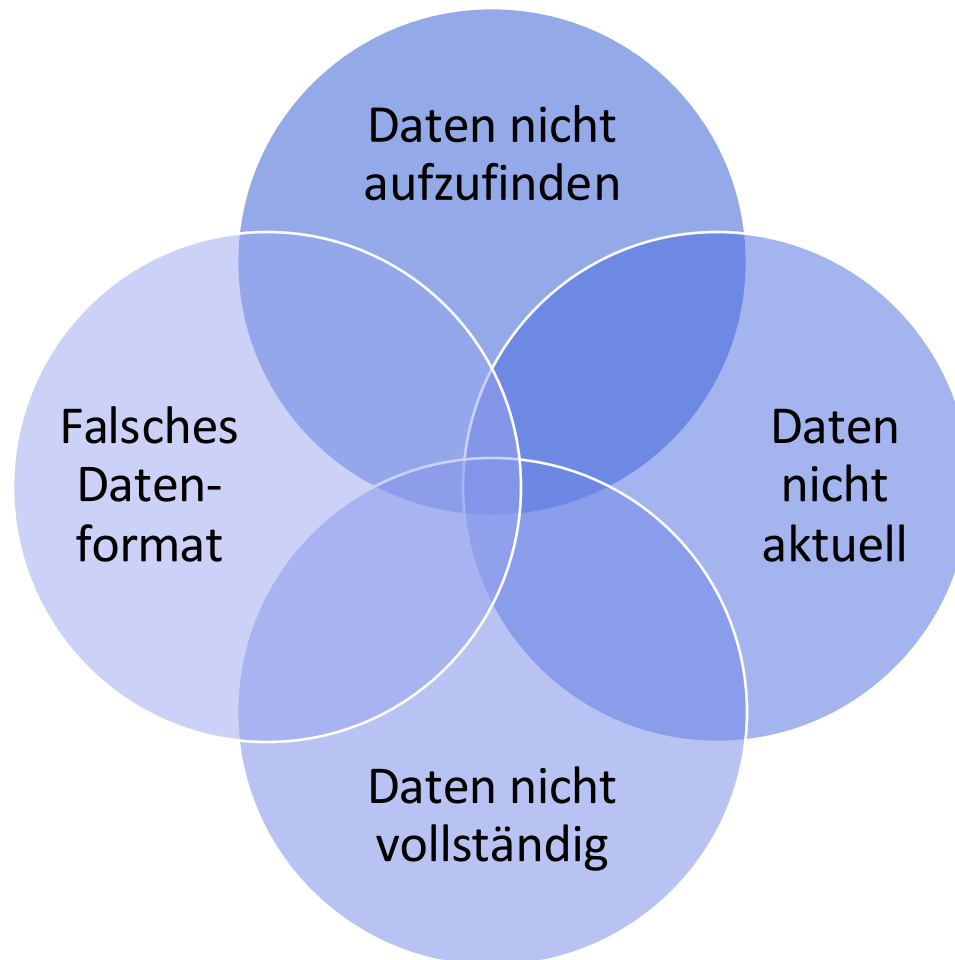 Daten nicht
aufzufinden
Falsches
Daten-
format
Daten
nicht
aktuell
Daten nicht
vollständig